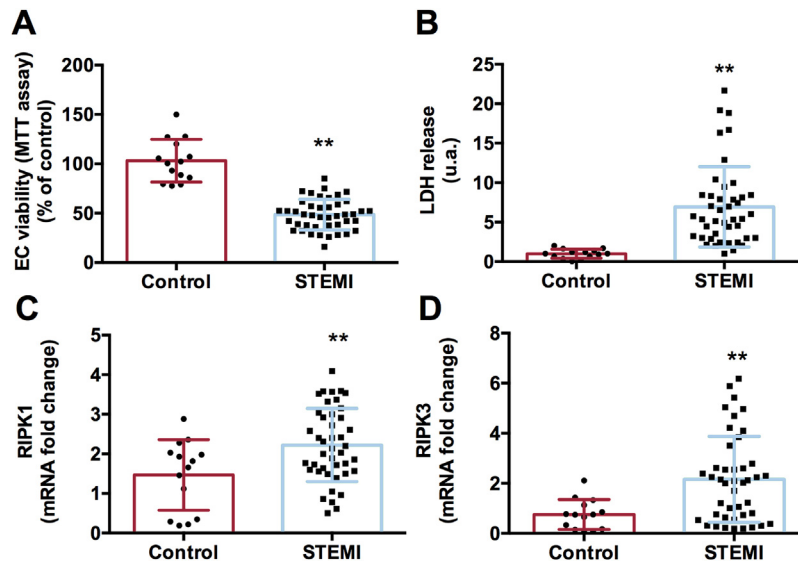 A
EC viability (MTT assay)
(% of control)
200
150
100
50
0
**
Control
STEMI
B
LDH release
(u.a.)
25
20
15
10
5
0
**
Control
STEMI
C
RIPK1
(mRNA fold change)
5
4
3
2
1
0
**
Control
STEMI
D
RIPK3
(mRNA fold change)
8
6
4
2
0
**
Control
STEMI